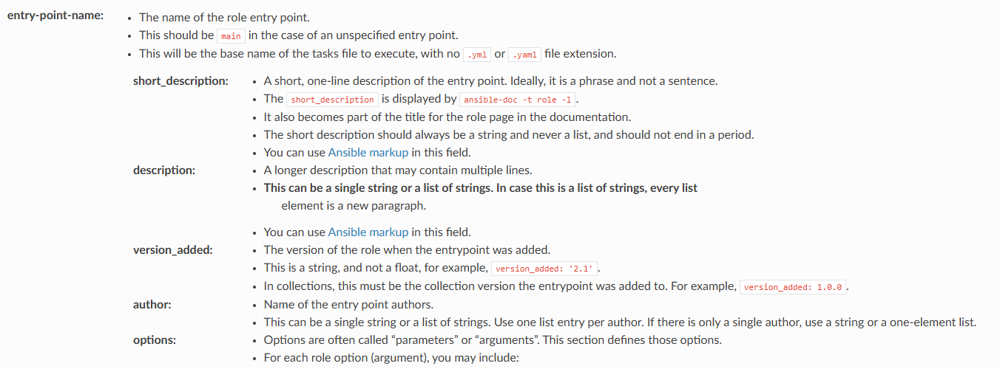 entry-point-name:
• The name of the role entry point.
• This should be main in the case of an unspecified entry point.
• This will be the base name of the tasks file to execute, with no .yml or .yaml file extension.
short_description:
• A short, one-line description of the entry point. Ideally, it is a phrase and not a sentence.
• The short_description is displayed by ansible-doc -t role -l.
• It also becomes part of the title for the role page in the documentation.
• The short description should always be a string and never a list, and should not end in a period.
• You can use Ansible markup in this field.
description:
• A longer description that may contain multiple lines.
• This can be a single string or a list of strings. In case this is a list of strings, every list
element is a new paragraph.
• You can use Ansible markup in this field.
version_added:
• The version of the role when the entrypoint was added.
• This is a string, and not a float, for example, version_added: '2.1'.
• In collections, this must be the collection version the entrypoint was added to. For example, version_added: 1.0.0.
author:
• Name of the entry point authors.
• This can be a single string or a list of strings. Use one list entry per author. If there is only a single author, use a string or a one-element list.
options:
• Options are often called “parameters” or “arguments”. This section defines those options.
• For each role option (argument), you may include: